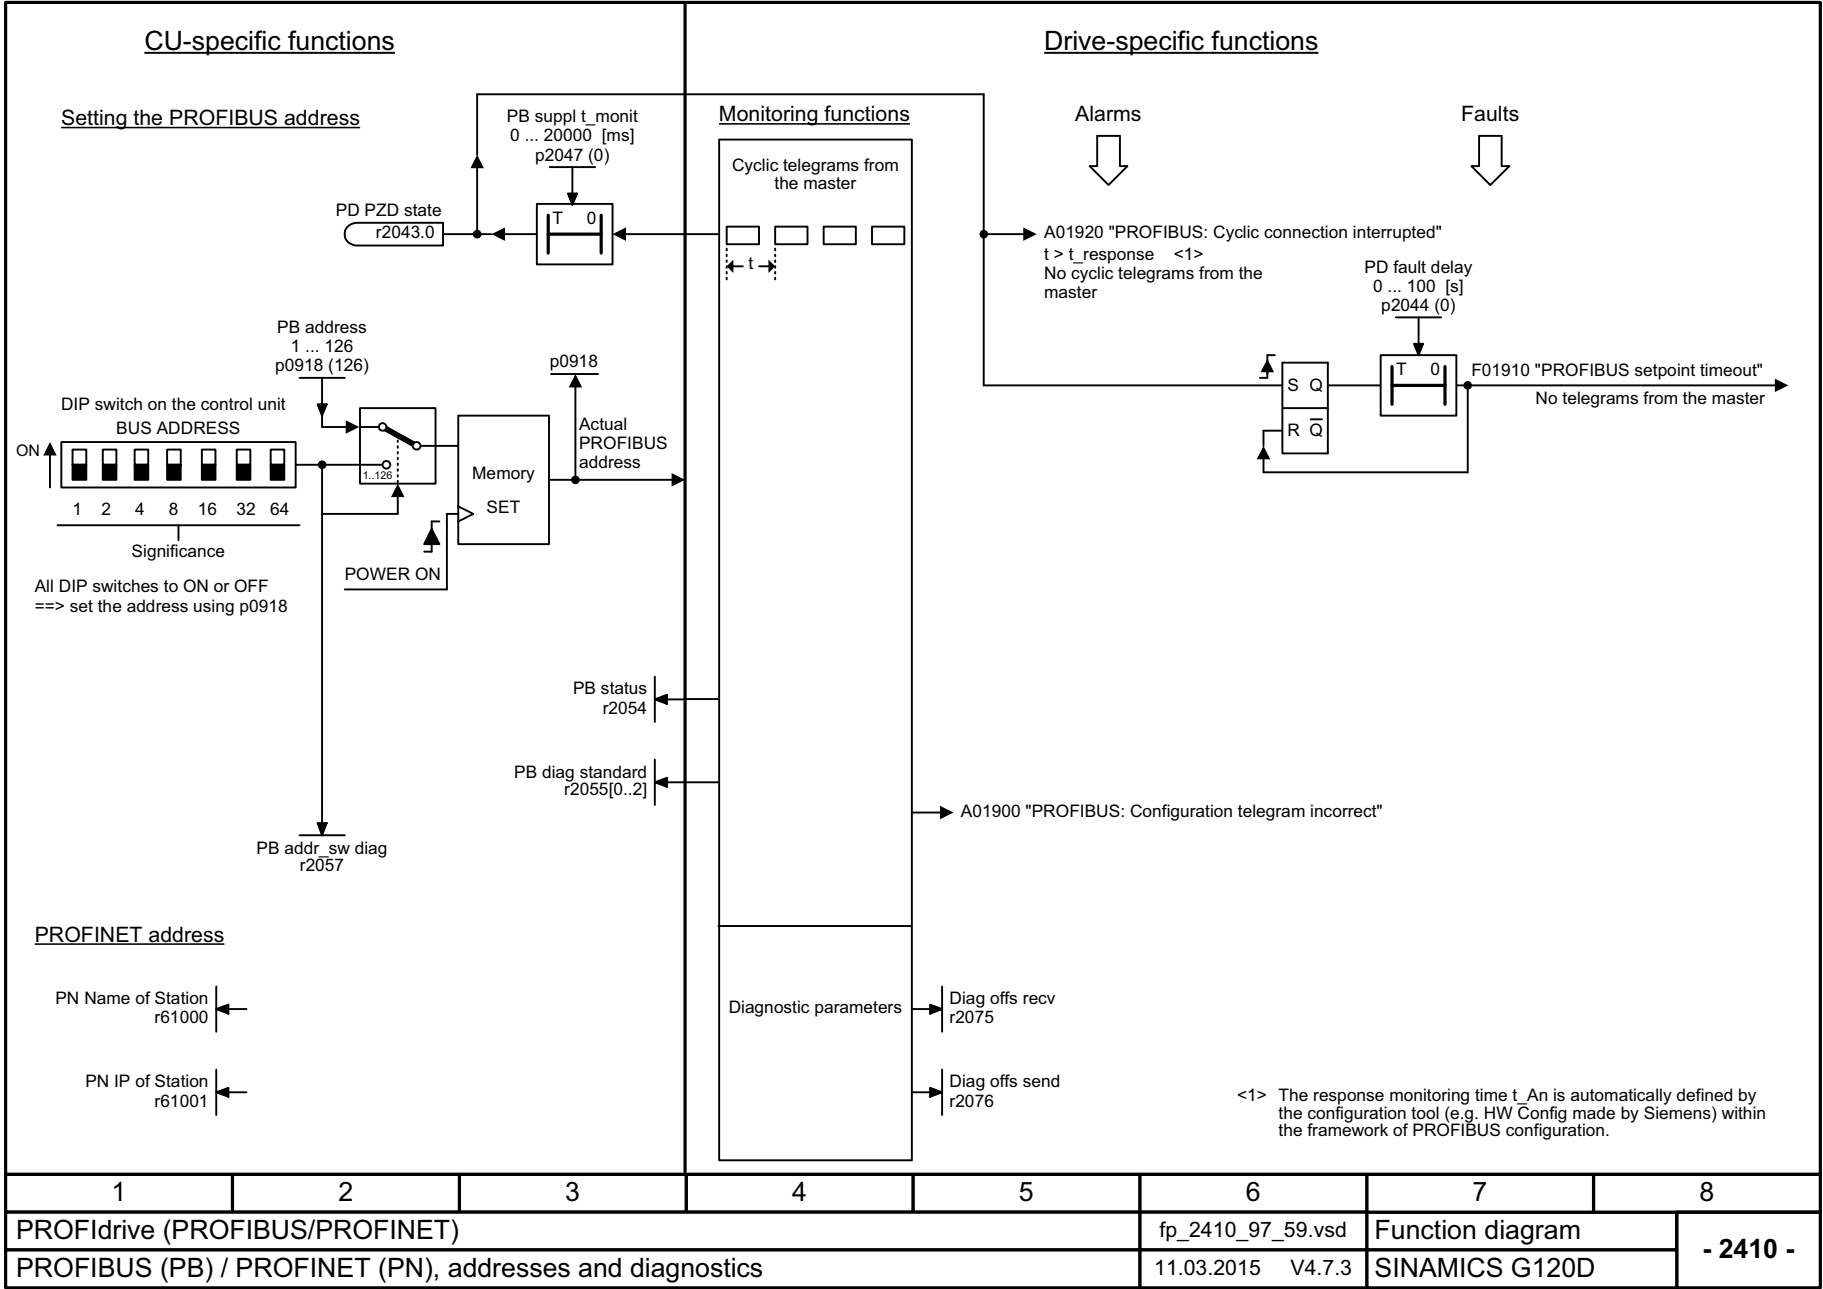 CU-specific functions
Drive-specific functions
Setting the PROFIBUS address
PB suppl t_monit
0 ... 20000 [ms]
p2047 (0)
Monitoring functions
Alarms
Faults
Cyclic telegrams from
the master
PD PZD state
r2043.0
T 0
t
A01920 "PROFIBUS: Cyclic connection interrupted"
t > t_response <1>
No cyclic telegrams from the
master
PD fault delay
0 ... 100 [s]
p2044 (0)
PB address
1 ... 126
p0918 (126)
p0918
S Q
R Q̅
T 0
F01910 "PROFIBUS setpoint timeout"
No telegrams from the master
DIP switch on the control unit
BUS ADDRESS
ON
1..126
Actual
PROFIBUS
address
Memory
SET
1 2 4 8 16 32 64
Significance
POWER ON
All DIP switches to ON or OFF
==> set the address using p0918
PB status
r2054
PB diag standard
r2055[0..2]
A01900 "PROFIBUS: Configuration telegram incorrect"
PB addr_sw diag
r2057
PROFINET address
PN Name of Station
r61000
Diagnostic parameters
Diag offs recv
r2075
PN IP of Station
r61001
Diag offs send
r2076
<1> The response monitoring time t_An is automatically defined by
the configuration tool (e.g. HW Config made by Siemens) within
the framework of PROFIBUS configuration.
1 2 3 4 5 6 7 8
PROFIdrive (PROFIBUS/PROFINET)
fp_2410_97_59.vsd
Function diagram
- 2410 -
PROFIBUS (PB) / PROFINET (PN), addresses and diagnostics
11.03.2015 V4.7.3
SINAMICS G120D